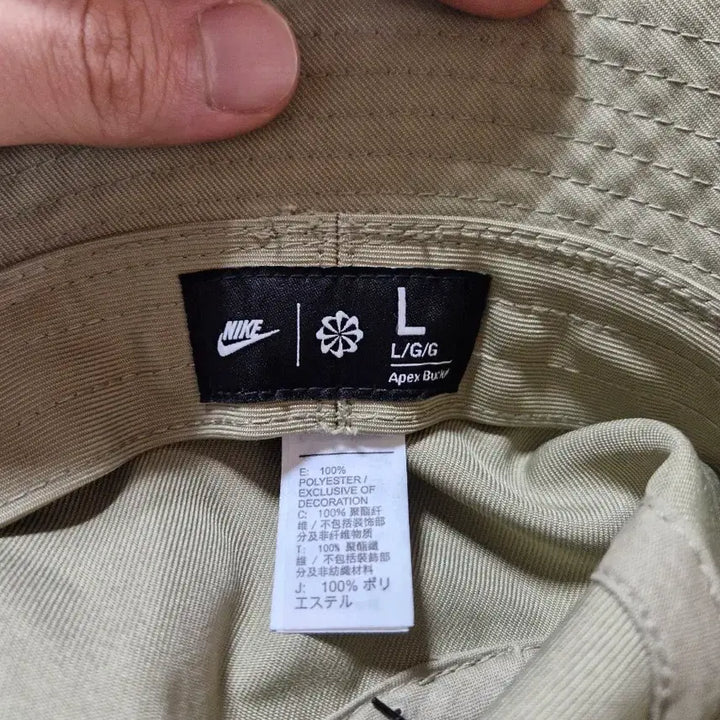 NIKE
L
L/G/G
Apex Bucket
E: 100%
POLYESTER /
EXCLUSIVE OF
DECORATION
C: 100% 聚酯纤
维 / 不包括装饰部
分及非纤维物质
T: 100% 聚酯纖
維 / 不包括裝飾部
分及非紡織材料
J: 100% ポリ
エステル